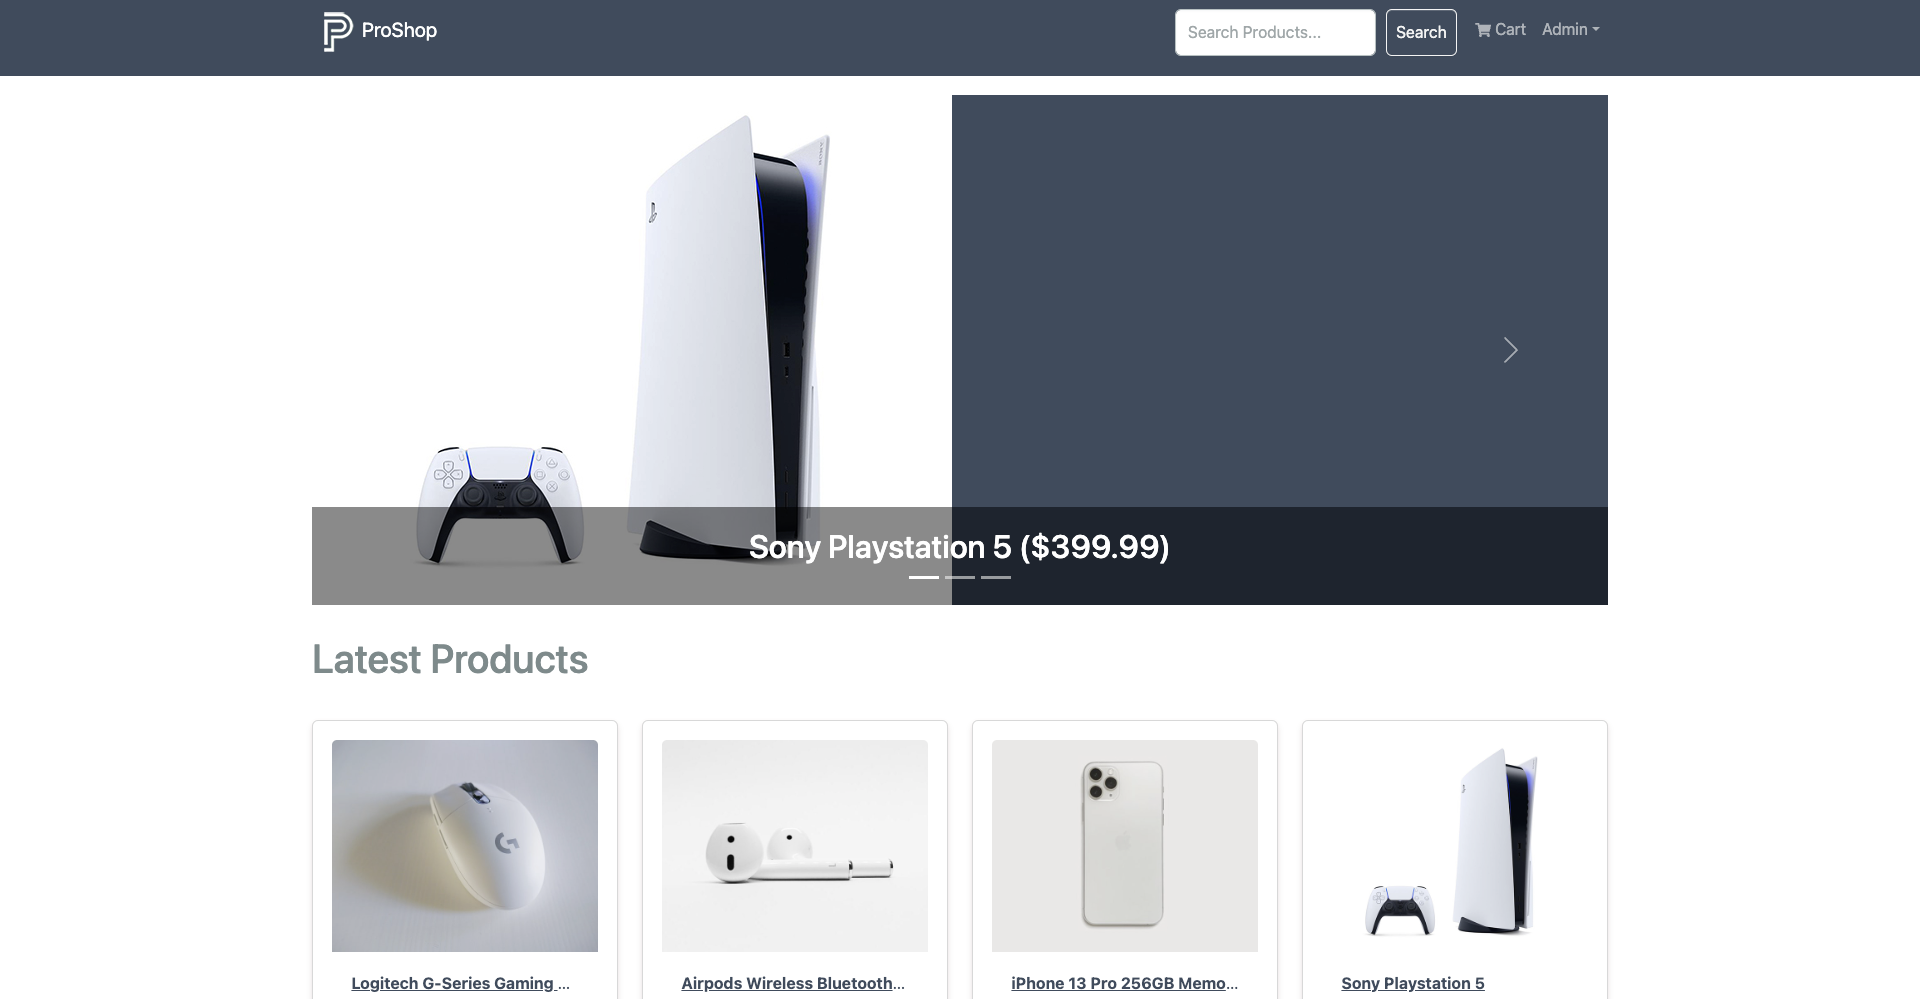 ProShop
Search Products...
Search
Cart
Admin
Sony Playstation 5 ($399.99)
Latest Products
Logitech G-Series Gaming ...
Airpods Wireless Bluetooth...
iPhone 13 Pro 256GB Memo...
Sony Playstation 5